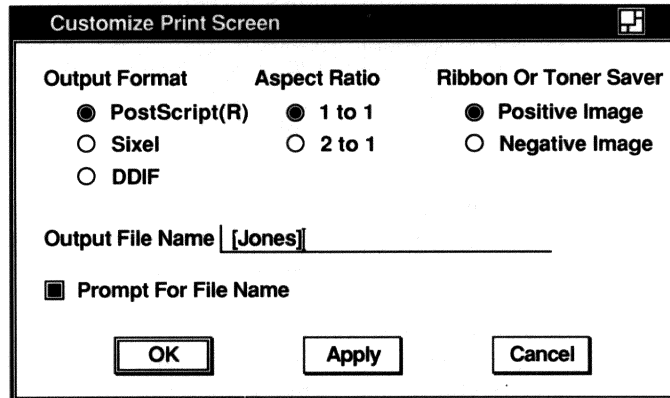 Customize Print Screen
Output Format Aspect Ratio Ribbon Or Toner Saver
PostScript(R) 1 to 1 Positive Image
Sixel 2 to 1 Negative Image
DDIF
Output File Name [Jones]
Prompt For File Name
OK Apply Cancel